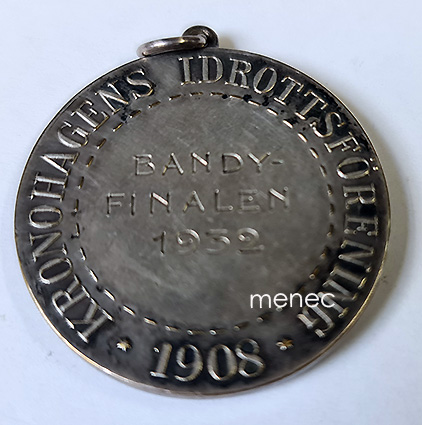 KRONOHAGENS IDROTTSFÖRENING
BANDY-
FINALEN
1932
* 1908 *
menec